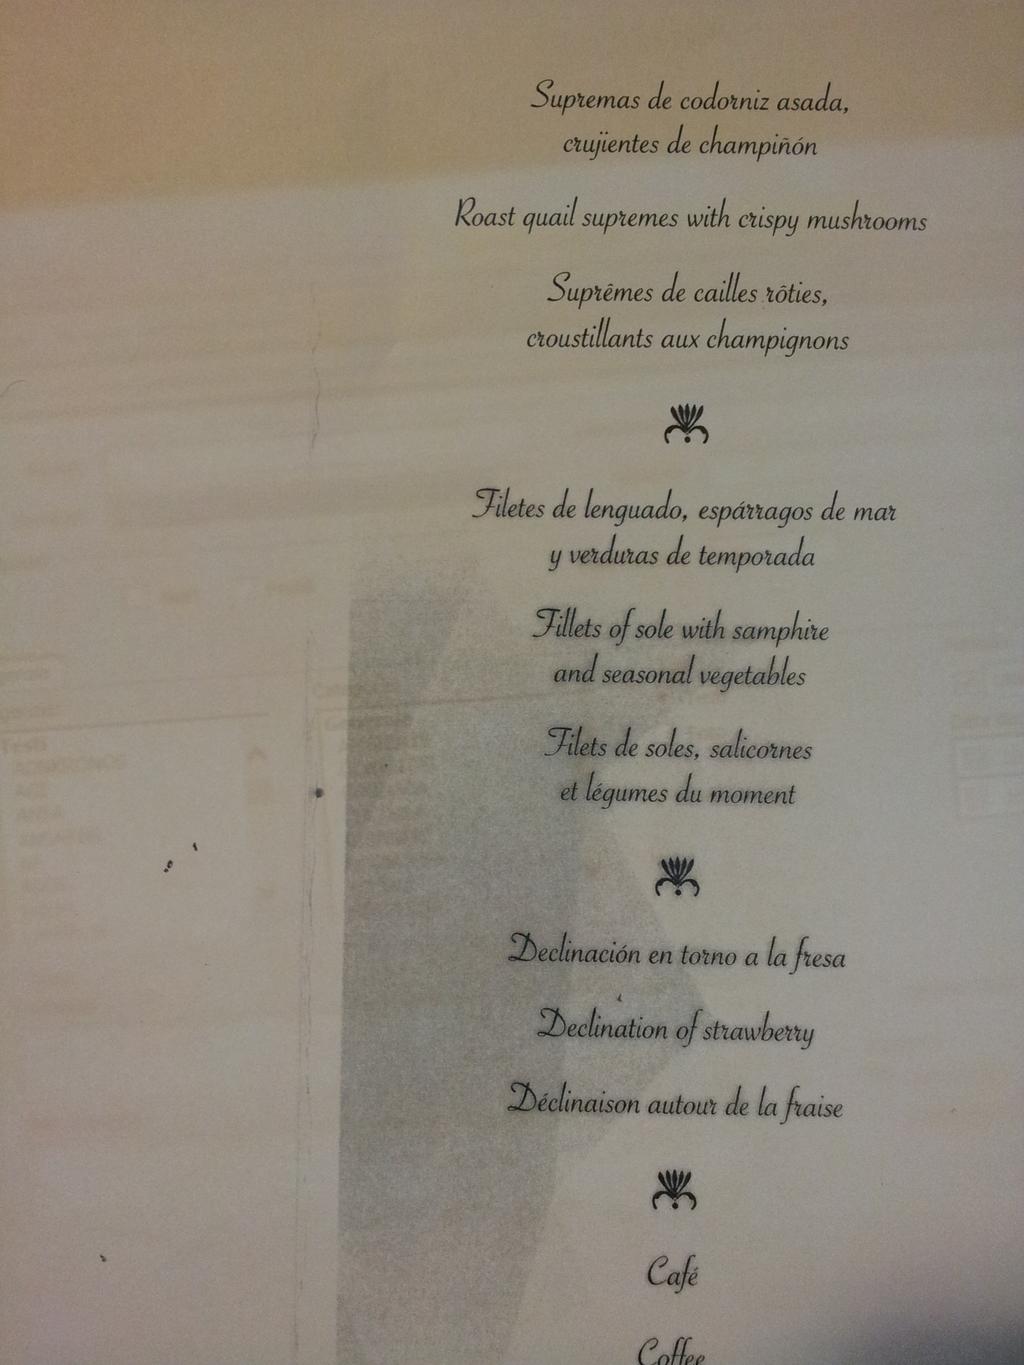 Supremas de codorniz asada,
crujientes de champiñón
Roast quail supremes with crispy mushrooms
Suprêmes de cailles rôties,
croustillants aux champignons
Filetes de lenguado, espárragos de mar
y verduras de temporada
Fillets of sole with samphire
and seasonal vegetables
Filets de soles, salicornes
et légumes du moment
Declinación en torno a la fresa
Declination of strawberry
Déclinaison autour de la fraise
Café
Coffee